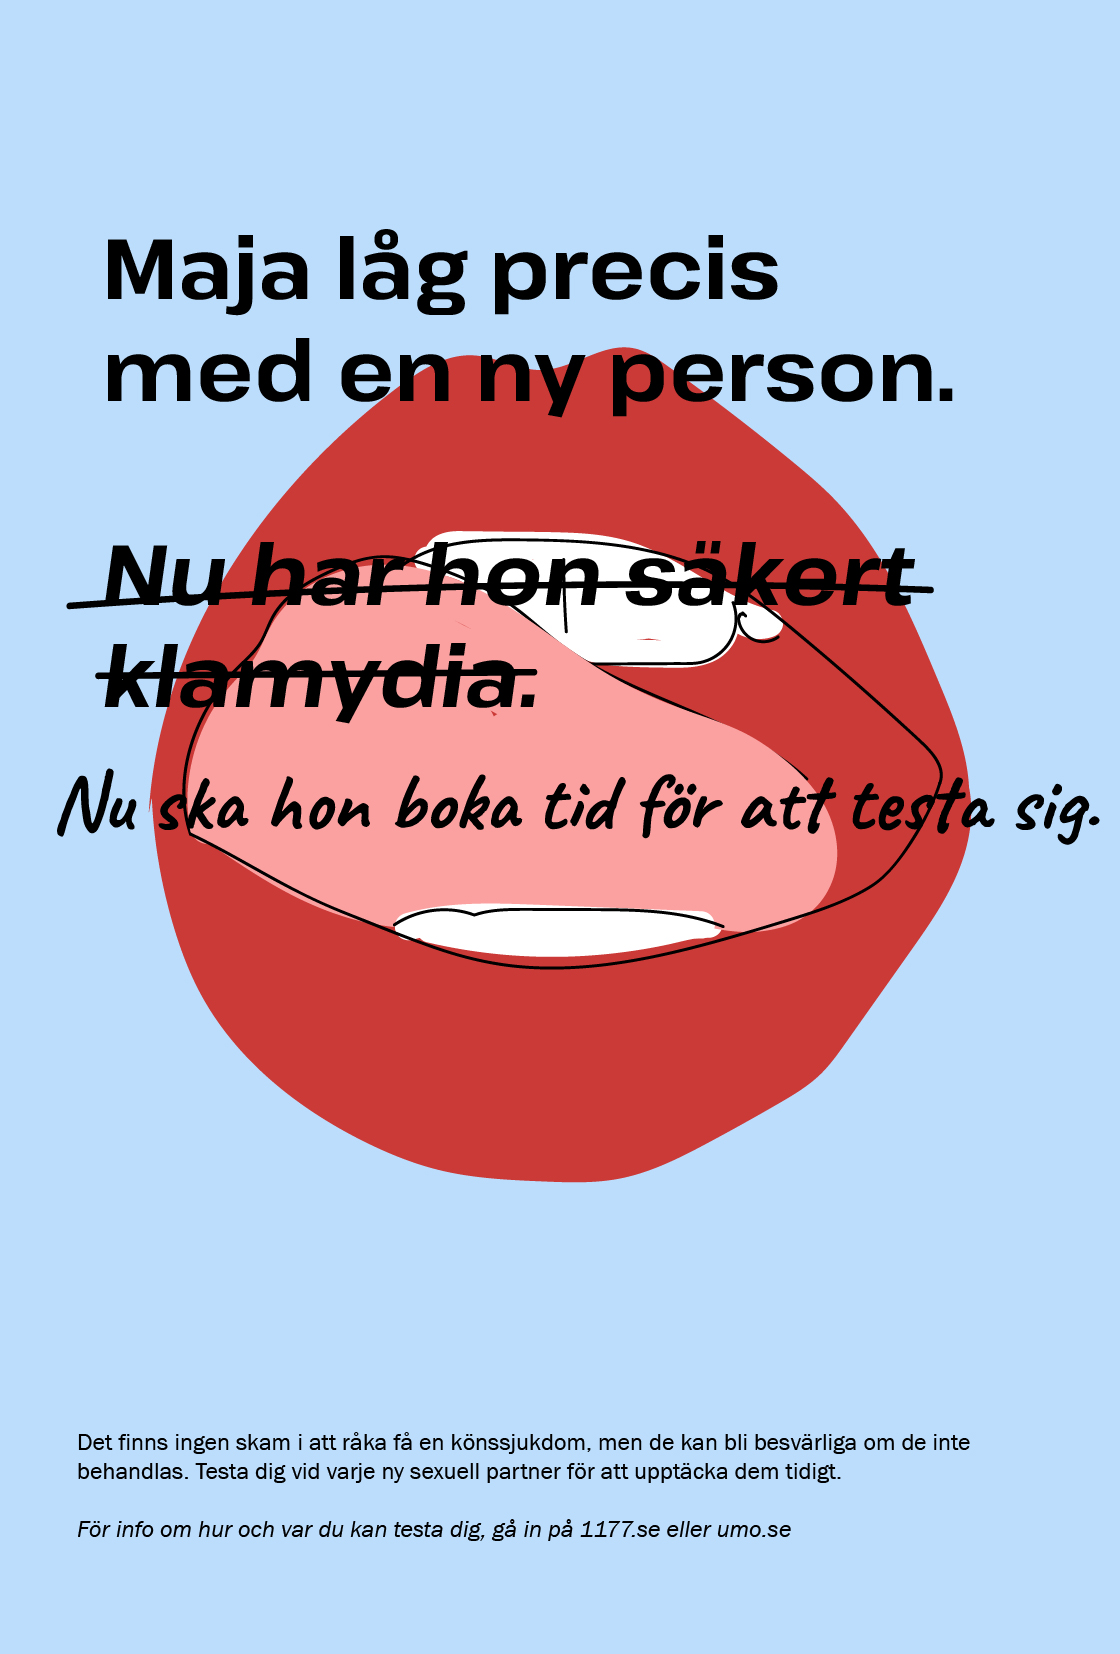 Maja låg precis
med en ny person.
Nu har hon säkert
klamydia.
Nu ska hon boka tid för att testa sig.
Det finns ingen skam i att råka få en könssjukdom, men de kan bli besvärliga om de inte
behandlas. Testa dig vid varje ny sexuell partner för att upptäcka dem tidigt.
För info om hur och var du kan testa dig, gå in på 1177.se eller umo.se